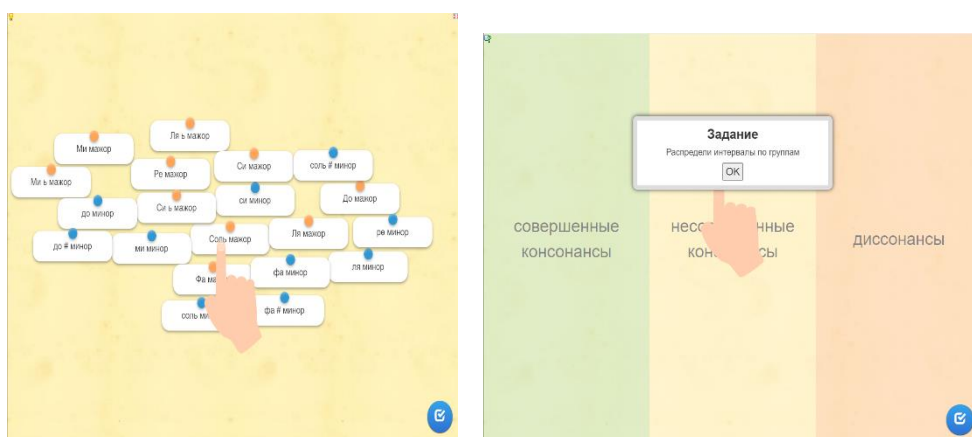 Ля ь мажор
Ми мажор
Си мажор
соль # минор
Ре мажор
Ми ь мажор
До мажор
си минор
Си ь мажор
до минор
ре минор
Ля мажор
Соль мажор
до # минор
ми минор
ля минор
фа минор
Фа
фа # минор
соль
Задание
Распредели интервалы по группам
OK
совершенные
консонансы
диссонансы